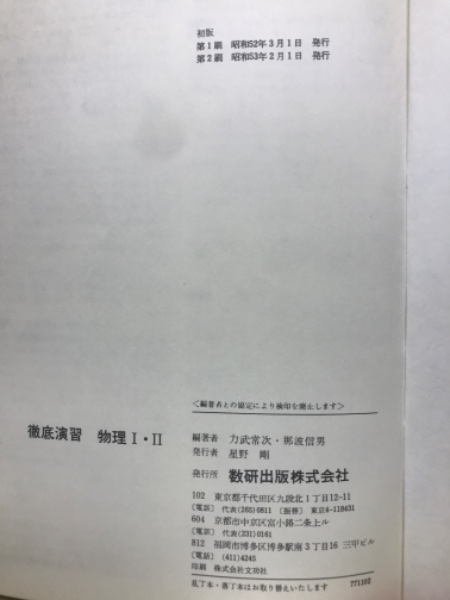 初版
第1刷 昭和52年3月1日 発行
第2刷 昭和53年2月1日 発行
<編著者との協定により検印を廃止します>
徹底演習 物理I・II
編著者 力武常次・那波信男
発行者 星野 剛
発行所 数研出版株式会社
102 東京都千代田区九段北1丁目12-11
〔電話〕 代表(265)0811 〔振替〕 東京4-118431
604 京都市中京区富小路二条上ル
〔電話〕 代表(231)0161
812 福岡市博多区博多駅南3丁目16 三甲ビル
〔電話〕 (411)4245
印刷 株式会社文功社
乱丁本・落丁本はお取り替えいたします 771102